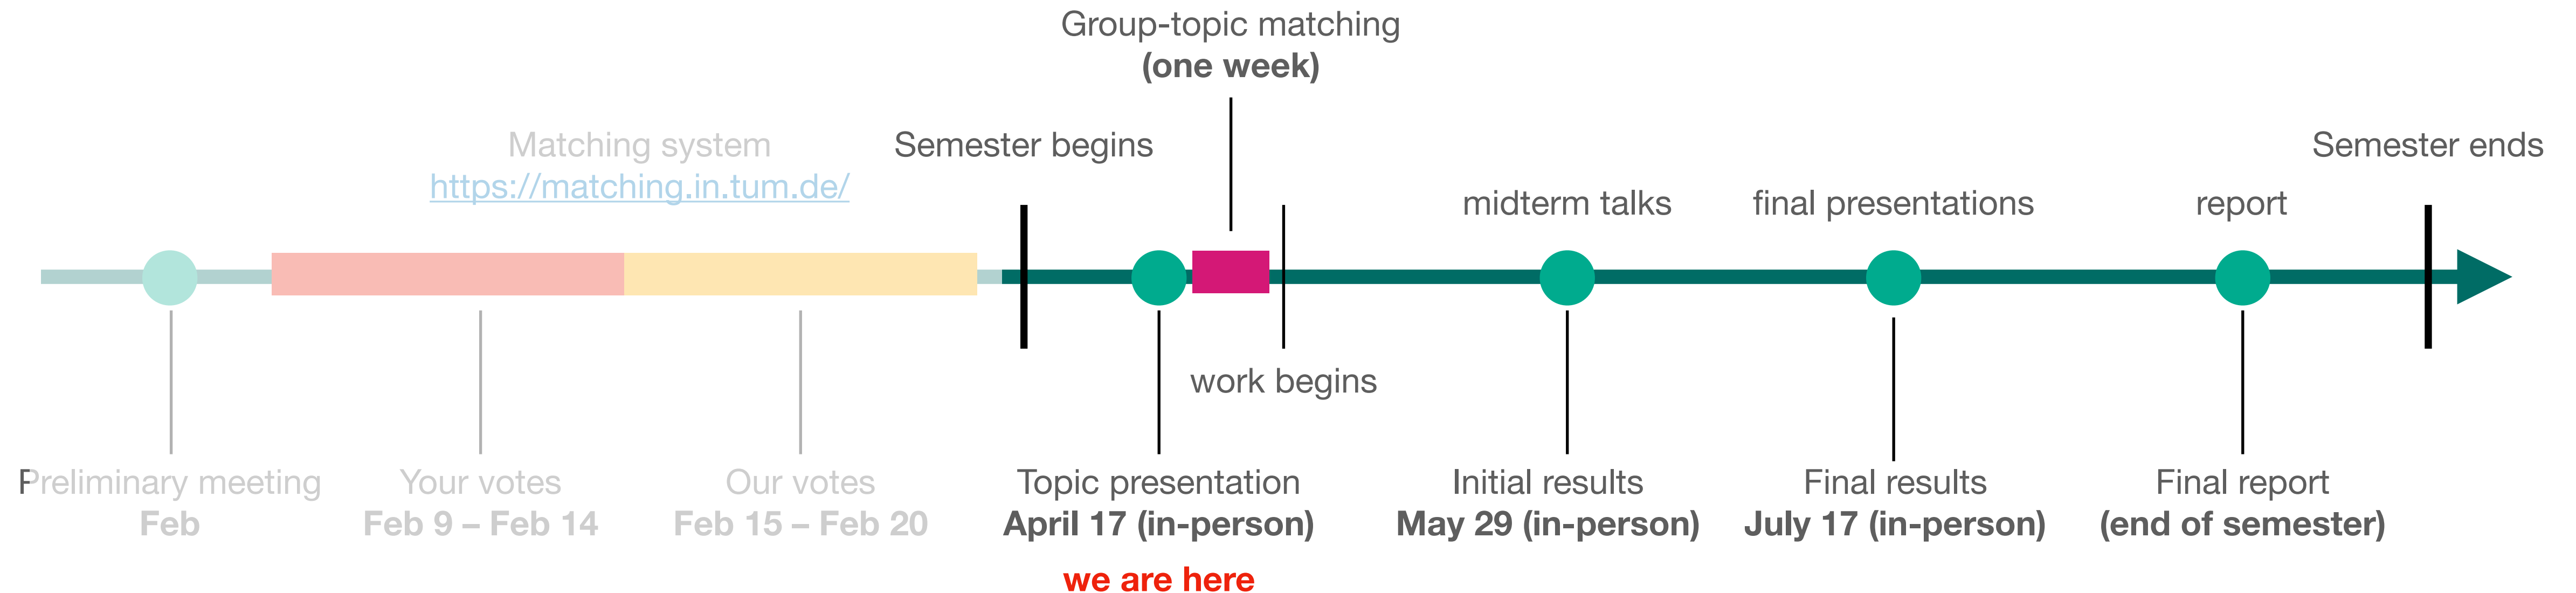 Group-topic matching
(one week)
Matching system
https://matching.in.tum.de/
Semester begins
Semester ends
midterm talks
final presentations
report
work begins
Preliminary meeting
Feb
Your votes
Feb 9 – Feb 14
Our votes
Feb 15 – Feb 20
Topic presentation
April 17 (in-person)
we are here
Initial results
May 29 (in-person)
Final results
July 17 (in-person)
Final report
(end of semester)